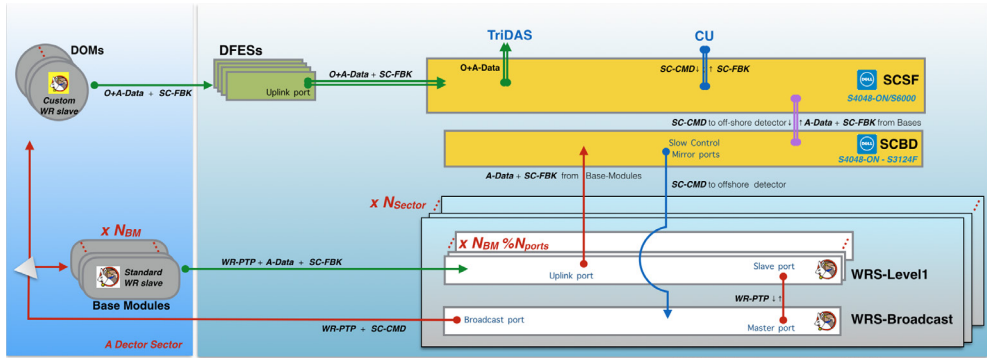 DOMs
DFESs
TriDAS
CU
Custom
WR slave
O+A-Data + SC-FBK
Uplink port
O+A-Data + SC-FBK
O+A-Data
SC-CMD↓ ↑ SC-FBK
DELL
SCSF
S4048-ON/S6000
SC-CMD to off-shore detector ↓ ↑ A-Data + SC-FBK from Bases
Slow Control
Mirror ports
DELL
SCBD
S4048-ON - S3124F
A-Data + SC-FBK from Base-Modules
SC-CMD to offshore detector
x NSector
x NBM
x NBM %Nports
Standard
WR slave
Base Modules
WR-PTP + A-Data + SC-FBK
Uplink port
Slave port
WRS-Level1
WR-PTP ↓↑
Broadcast port
Master port
WRS-Broadcast
WR-PTP + SC-CMD
A Dector Sector